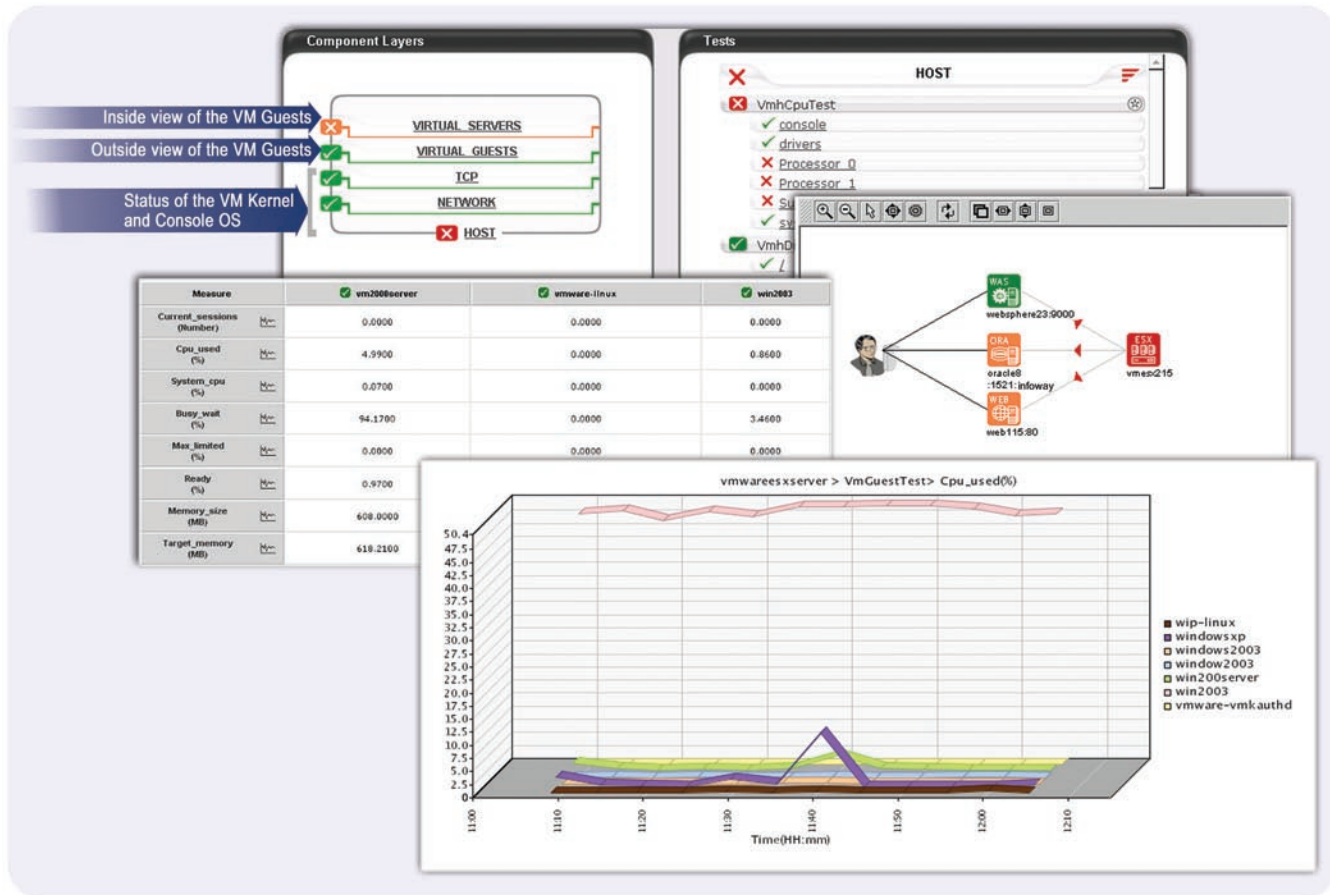 Component Layers
Inside view of the VM Guests
Outside view of the VM Guests
Status of the VM Kernel
and Console OS
VIRTUAL_SERVERS
VIRTUAL_GUESTS
TCP
NETWORK
HOST
Tests
HOST
VmhCpuTest
console
drivers
Processor_0
Processor_1
Su
sy
VmhD
/
WAS
websphere23:9000
ORA
oracle8
:1521: infoway
WEB
web115:80
ESX
vmesx215
Measure vm2000server vmware-linux win2003
Current_sessions
(Number) 0.0000 0.0000 0.0000
Cpu_used
(%) 4.9900 0.0000 0.8600
System_cpu
(%) 0.0700 0.0000 0.0000
Busy_wait
(%) 94.1700 0.0000 3.4600
Max_limited
(%) 0.0000 0.0000 0.0000
Ready
(%) 0.9700
Memory_size
(MB) 608.0000
Target_memory
(MB) 618.2100
vmwareesxserver > VmGuestTest> Cpu_used(%)
50.4
47.5
45.0
42.5
40.0
37.5
35.0
32.5
30.0
27.5
25.0
22.5
20.0
17.5
15.0
12.5
10.0
7.5
5.0
2.5
0
11:00
11:10
11:20
11:30
11:40
11:50
12:00
12:10
Time(HH:mm)
wip-linux
windowsxp
windows2003
window2003
win200server
win2003
vmware-vmkauthd